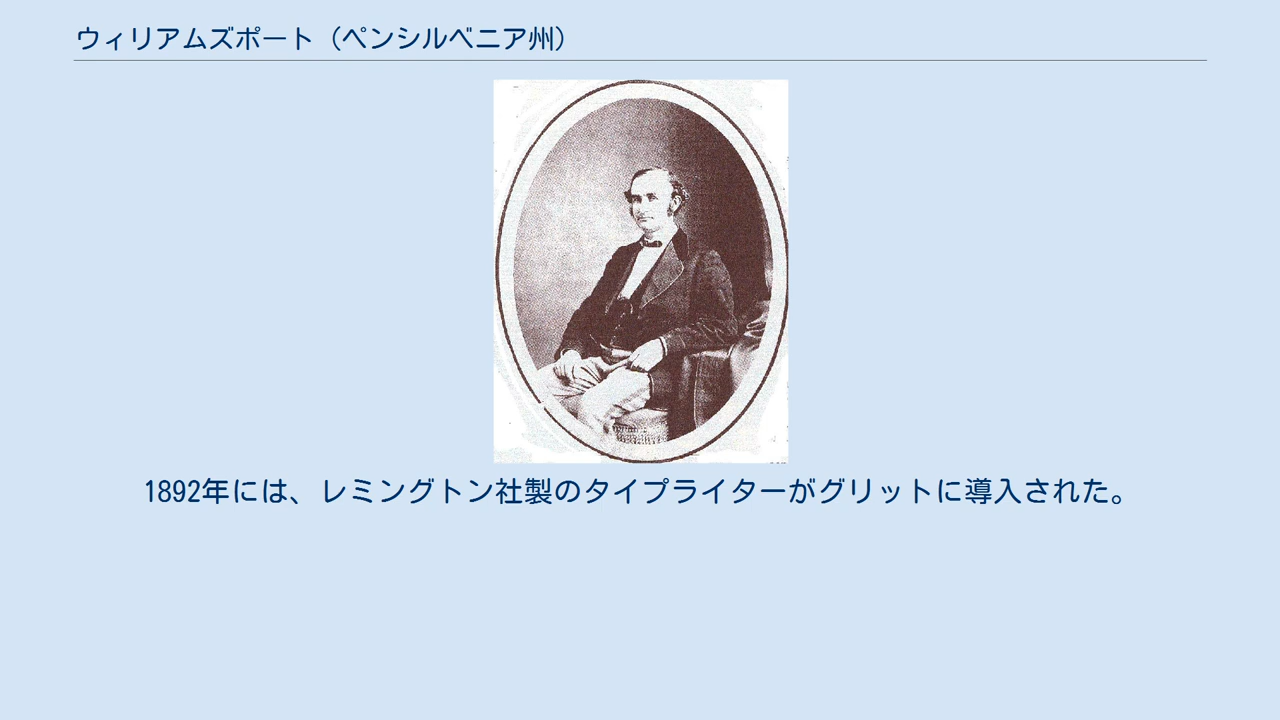 ウィリアムズポート（ペンシルベニア州）
1892年には、レミングトン社製のタイプライターがグリットに導入された。